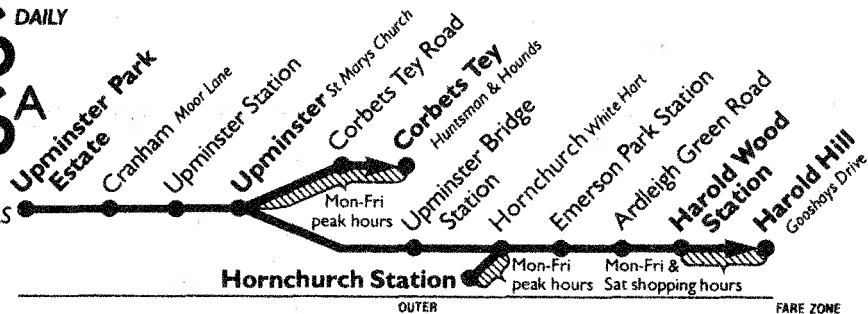 DAILY
A
Upminster Park
Estate
Cranham Moor Lane
Upminster Station
Upminster St Marys Church
Corbets Tey Road
Corbets Tey
Huntsman & Hounds
Upminster Bridge
Station
Hornchurch White Hart
Emerson Park Station
Ardleigh Green Road
Harold Wood
Station
Harold Hill
Gooshays Drive
Mon-Fri
peak hours
Hornchurch Station
Mon-Fri
peak hours
Mon-Fri &
Sat shopping hours
OUTER
FARE ZONE